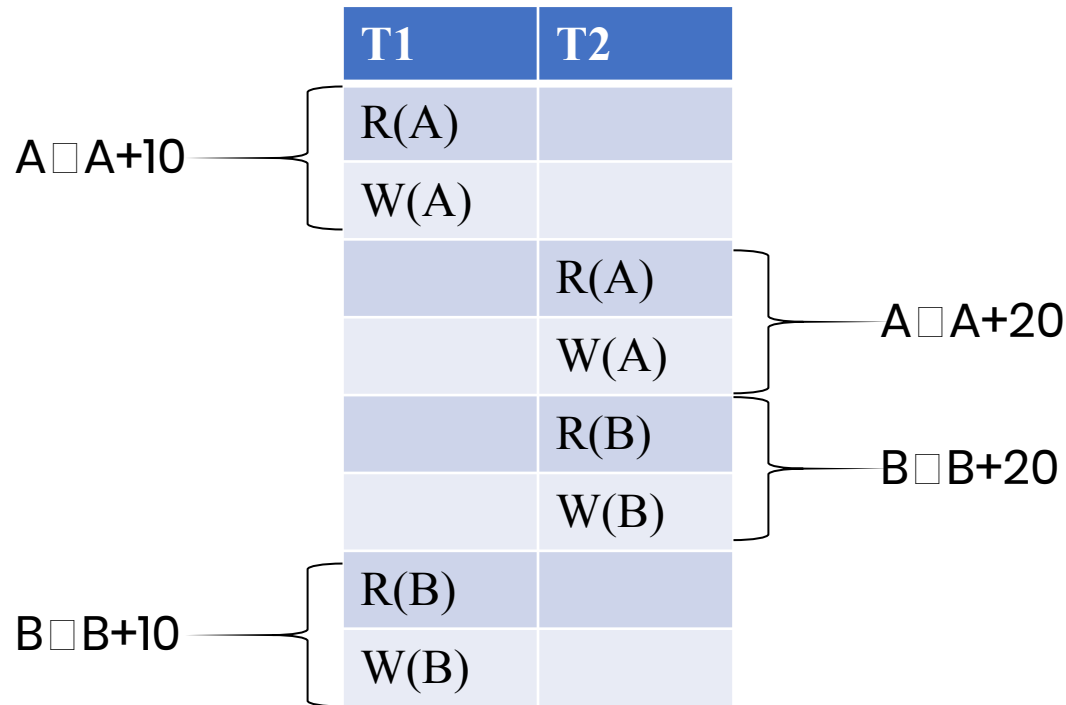 T1 T2
R(A)
A□A+10
W(A)
R(A)
A□A+20
W(A)
R(B)
B□B+20
W(B)
R(B)
B□B+10
W(B)